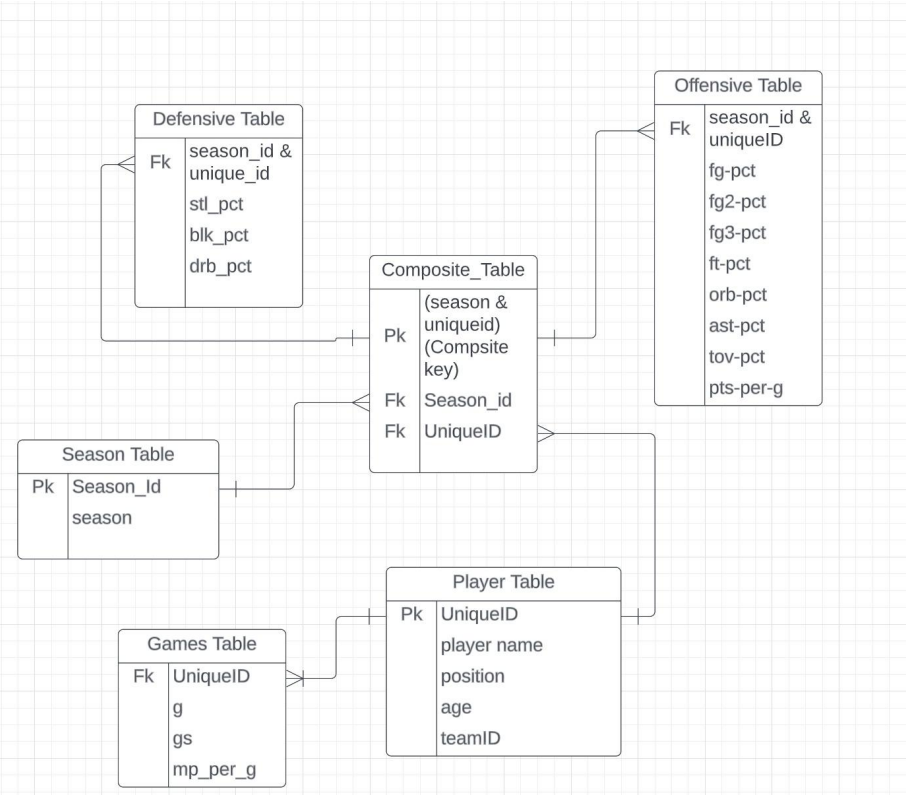 Defensive Table
Fk
season_id &
unique_id
stl_pct
blk_pct
drb_pct
Offensive Table
Fk
season_id &
uniqueID
fg-pct
fg2-pct
fg3-pct
ft-pct
orb-pct
ast-pct
tov-pct
pts-per-g
Composite_Table
Pk
(season &
uniqueid)
(Compsite
key)
Fk Season_id
Fk UniqueID
Season Table
Pk Season_Id
season
Player Table
Pk UniqueID
player name
position
age
teamID
Games Table
Fk UniqueID
g
gs
mp_per_g